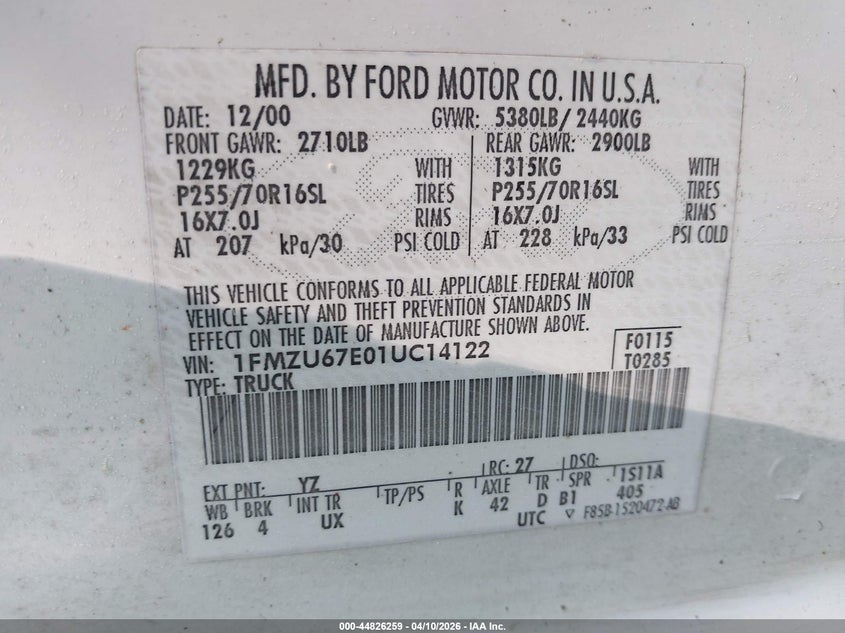 MFD. BY FORD MOTOR CO. IN U.S.A.
DATE: 12/00 GVWR: 5380LB/ 2440KG
FRONT GAWR: 2710LB REAR GAWR: 2900LB
1229KG WITH 1315KG WITH
P255/70R16SL TIRES P255/70R16SL TIRES
16X7.0J RIMS 16X7.0J RIMS
AT 207 kPa/30 PSI COLD AT 228 kPa/33 PSI COLD
THIS VEHICLE CONFORMS TO ALL APPLICABLE FEDERAL MOTOR
VEHICLE SAFETY AND THEFT PREVENTION STANDARDS IN
EFFECT ON THE DATE OF MANUFACTURE SHOWN ABOVE.
VIN: 1FMZU67E01UC14122 F0115
TYPE: TRUCK T0285
EXT PNT: YZ RC: 27 DSO:
WB BRK INT TR TP/PS R AXLE TR SPR 1S11A
126 4 UX K 42 D B1 405
UTC ▽ F85B-1520472-AB
000-44826259 - 04/10/2026 - IAA Inc.